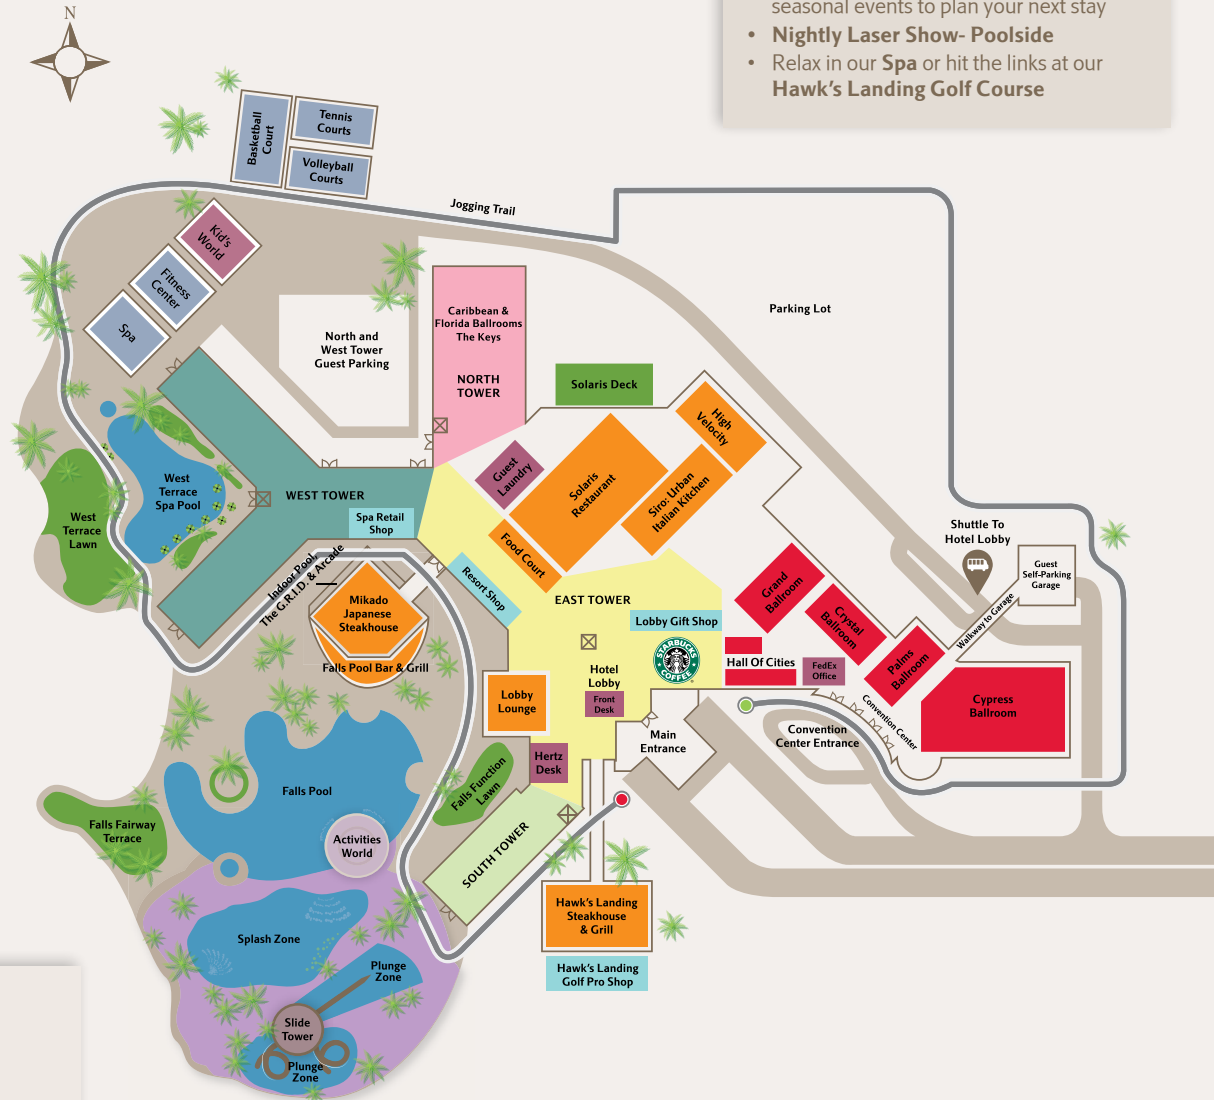 seasonal events to plan your next stay
• Nightly Laser Show- Poolside
• Relax in our Spa or hit the links at our
Hawk's Landing Golf Course
N
Basketball
Court
Tennis
Courts
Volleyball
Courts
Jogging Trail
Kid's
World
Fitness
Center
Spa
North and
West Tower
Guest Parking
Caribbean &
Florida Ballrooms
The Keys
NORTH
TOWER
Parking Lot
Solaris Deck
High
Velocity
Guest
Laundry
Solaris
Restaurant
Siro: Urban
Italian Kitchen
Food Court
West
Terrace
Spa Pool
West
Terrace
Lawn
WEST TOWER
Spa Retail
Shop
Resort Shop
Indoor Pool,
The G.R.I.D. & Arcade
Mikado
Japanese
Steakhouse
Falls Pool Bar & Grill
EAST TOWER
Lobby Gift Shop
STARBUCKS
COFFEE
Hall Of Cities
FedEx
Office
Grand
Ballroom
Crystal
Ballroom
Palms
Ballroom
Cypress
Ballroom
Shuttle To
Hotel Lobby
Guest
Self-Parking
Garage
Walkway to Garage
Convention Center
Convention
Center Entrance
Hotel
Lobby
Front
Desk
Lobby
Lounge
Main
Entrance
Hertz
Desk
Falls Function
Lawn
SOUTH TOWER
Falls Pool
Activities
World
Falls Fairway
Terrace
Splash Zone
Plunge
Zone
Slide
Tower
Plunge
Zone
Hawk's Landing
Steakhouse
& Grill
Hawk's Landing
Golf Pro Shop